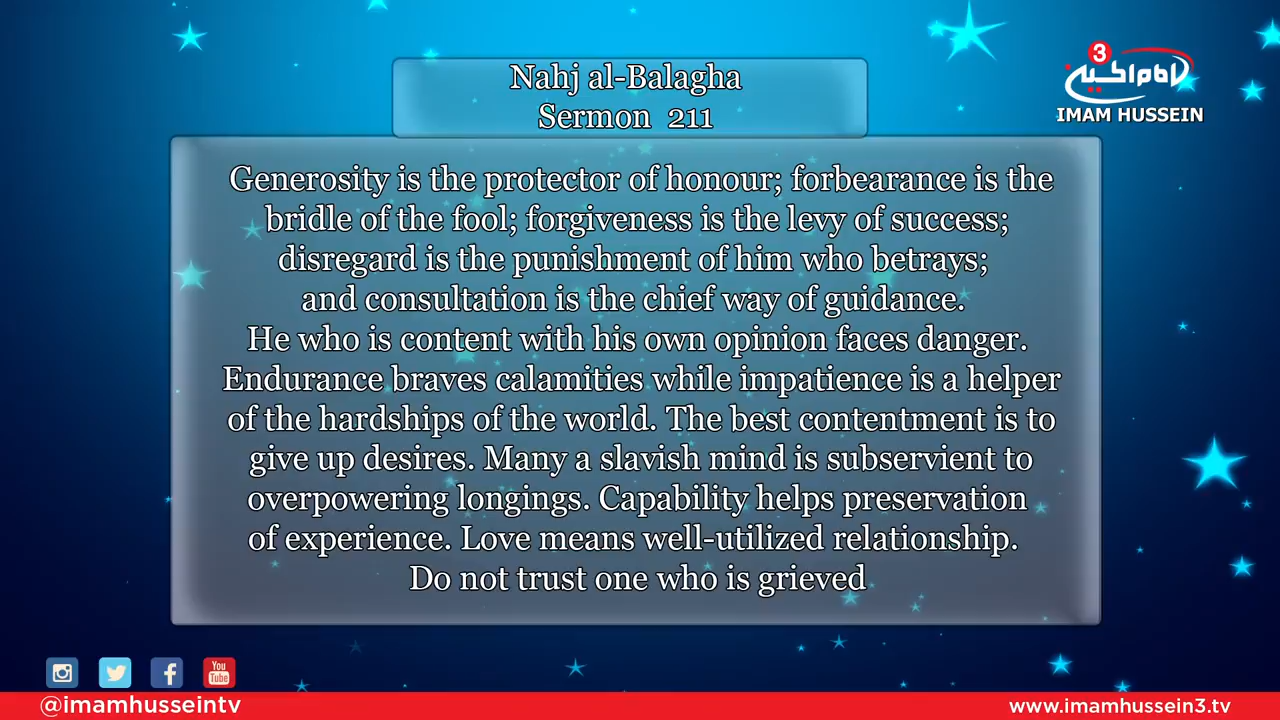 Nahj al-Balagha
Sermon 211
3
الإمام الحسين
IMAM HUSSEIN
Generosity is the protector of honour; forbearance is the
bridle of the fool; forgiveness is the levy of success;
disregard is the punishment of him who betrays;
and consultation is the chief way of guidance.
He who is content with his own opinion faces danger.
Endurance braves calamities while impatience is a helper
of the hardships of the world. The best contentment is to
give up desires. Many a slavish mind is subservient to
overpowering longings. Capability helps preservation
of experience. Love means well-utilized relationship.
Do not trust one who is grieved
You
Tube
@imamhusseintv
www.imamhussein3.tv